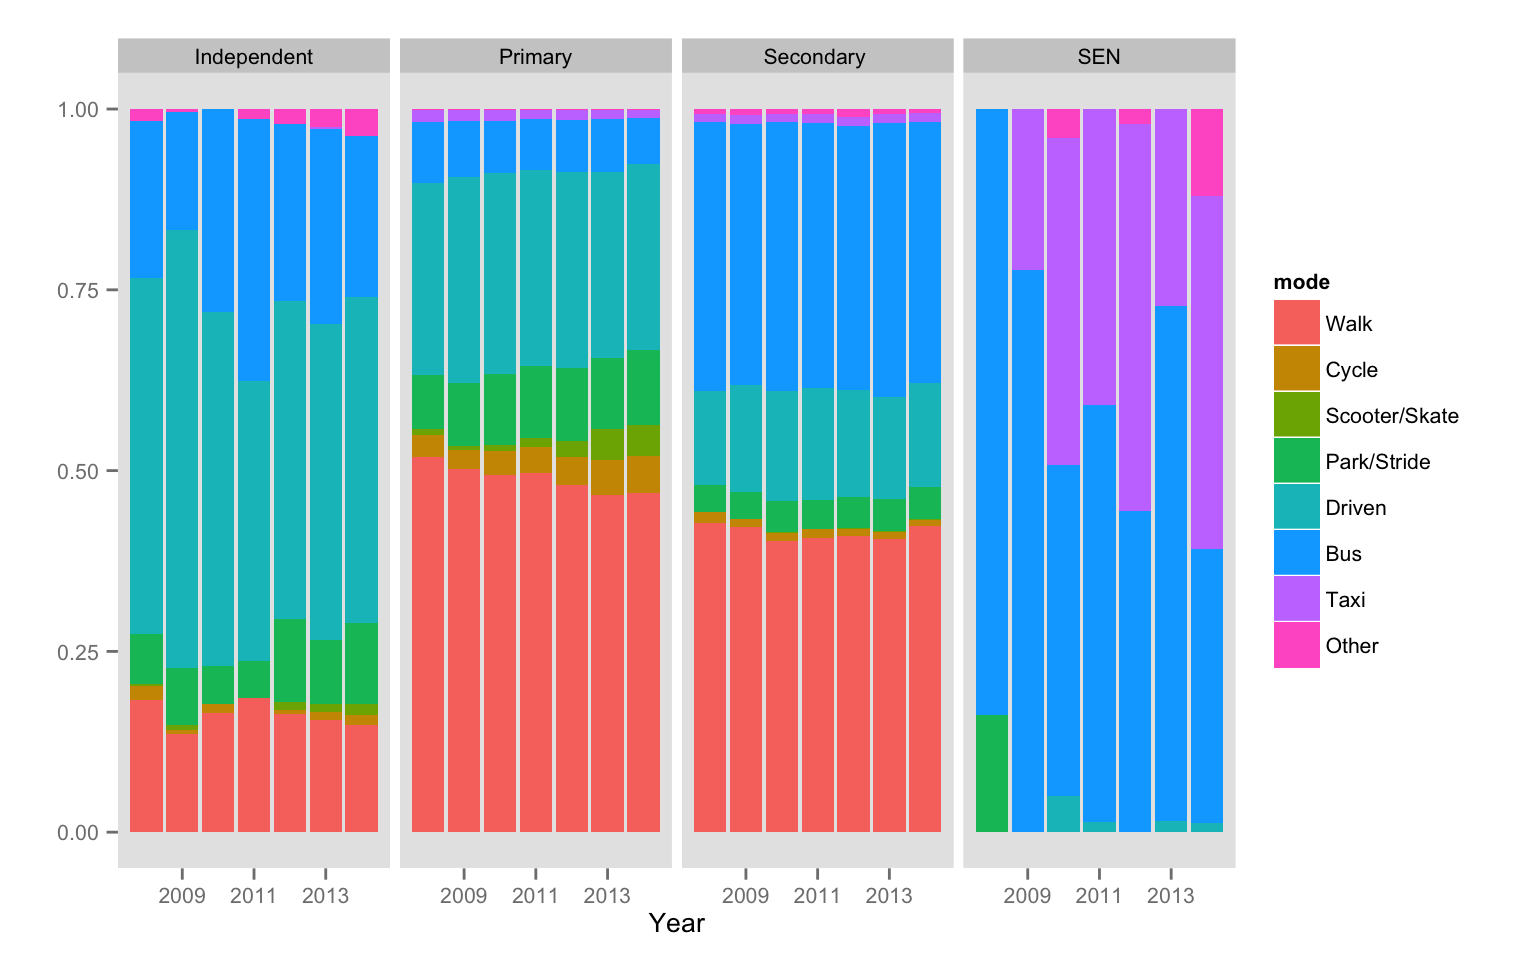 Independent
Primary
Secondary
SEN
1.00
0.75
0.50
0.25
0.00
2009 2011 2013
2009 2011 2013
2009 2011 2013
2009 2011 2013
Year
mode
Walk
Cycle
Scooter/Skate
Park/Stride
Driven
Bus
Taxi
Other